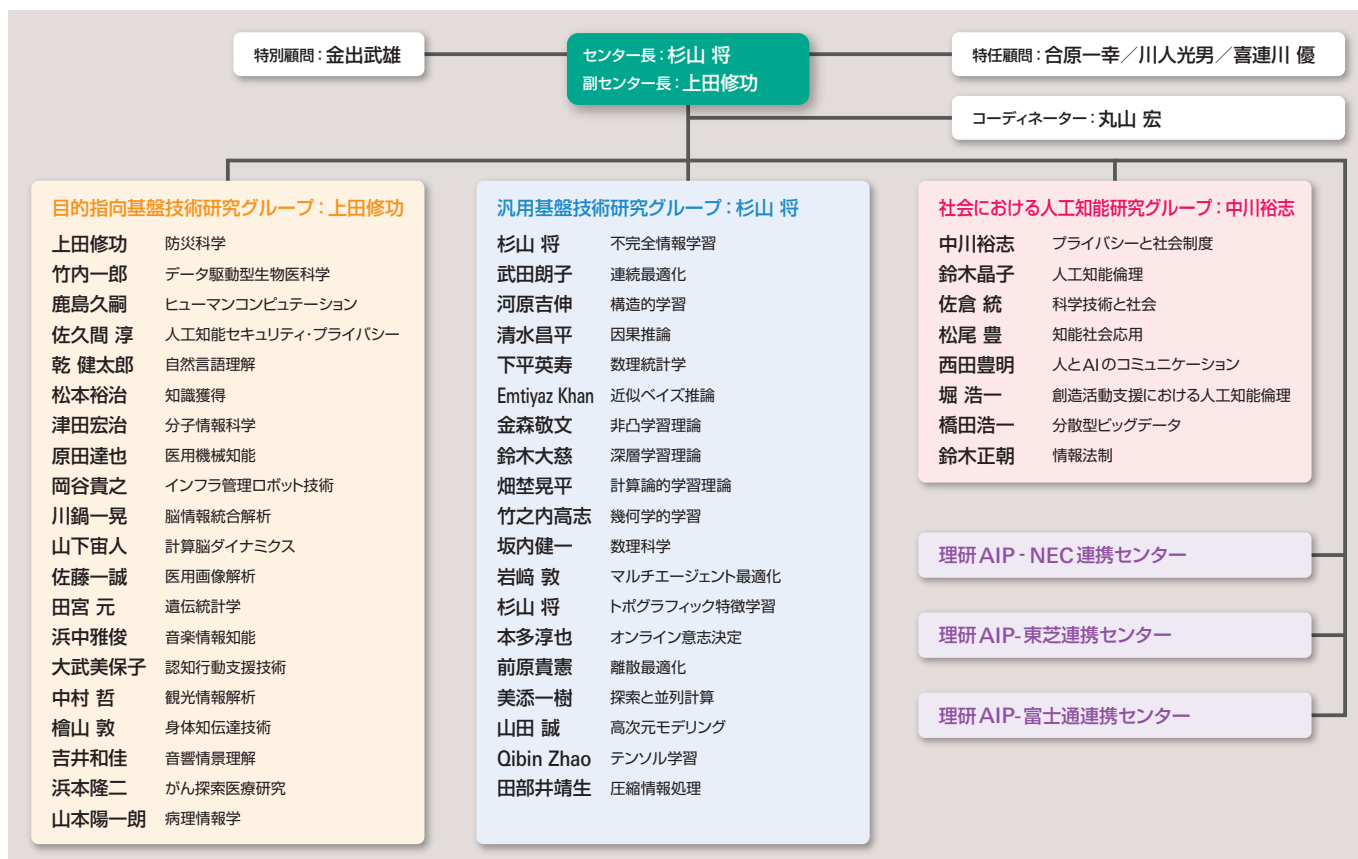 特別顧問：金出武雄
センター長：杉山 将
副センター長：上田修功
特任顧問：合原一幸／川人光男／喜連川 優
コーディネーター：丸山 宏
目的指向基盤技術研究グループ：上田修功
上田修功 防災科学
竹内一郎 データ駆動型生物医科学
鹿島久嗣 ヒューマンコンピュテーション
佐久間 淳 人工知能セキュリティ・プライバシー
乾 健太郎 自然言語理解
松本裕治 知識獲得
津田宏治 分子情報科学
原田達也 医用機械知能
岡谷貴之 インフラ管理ロボット技術
川鍋一晃 脳情報統合解析
山下宙人 計算脳ダイナミクス
佐藤一誠 医用画像解析
田宮 元 遺伝統計学
浜中雅俊 音楽情報知能
大武美保子 認知行動支援技術
中村 哲 観光情報解析
檜山 敦 身体知伝達技術
吉井和佳 音響情景理解
浜本隆二 がん探索医療研究
山本陽一朗 病理情報学
汎用基盤技術研究グループ：杉山 将
杉山 将 不完全情報学習
武田朗子 連続最適化
河原吉伸 構造的学習
清水昌平 因果推論
下平英寿 数理統計学
Emtiyaz Khan 近似ベイズ推論
金森敬文 非凸学習理論
鈴木大慈 深層学習理論
畑埜晃平 計算論的学習理論
竹之内高志 幾何学的学習
坂内健一 数理科学
岩﨑 敦 マルチエージェント最適化
杉山 将 トポグラフィック特徴学習
本多淳也 オンライン意志決定
前原貴憲 離散最適化
美添一樹 探索と並列計算
山田 誠 高次元モデリング
Qibin Zhao テンソル学習
田部井靖生 圧縮情報処理
社会における人工知能研究グループ：中川裕志
中川裕志 プライバシーと社会制度
鈴木晶子 人工知能倫理
佐倉 統 科学技術と社会
松尾 豊 知能社会応用
西田豊明 人とAIのコミュニケーション
堀 浩一 創造活動支援における人工知能倫理
橋田浩一 分散型ビッグデータ
鈴木正朝 情報法制
理研AIP‐NEC連携センター
理研AIP-東芝連携センター
理研AIP-富士通連携センター